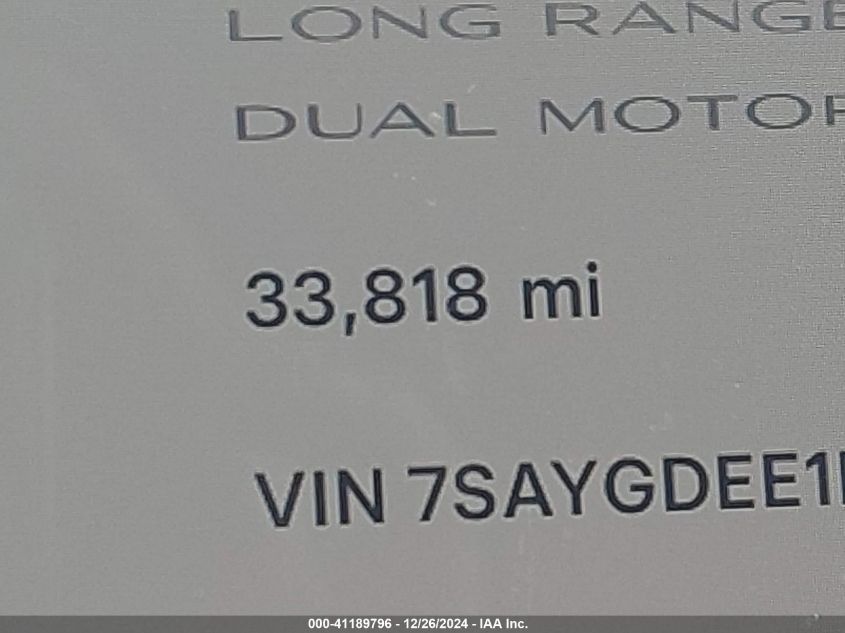 LONG RANGE
DUAL MOTOR
33,818 mi
VIN 7SAYGDEE1
000-41189796 - 12/26/2024 - IAA Inc.